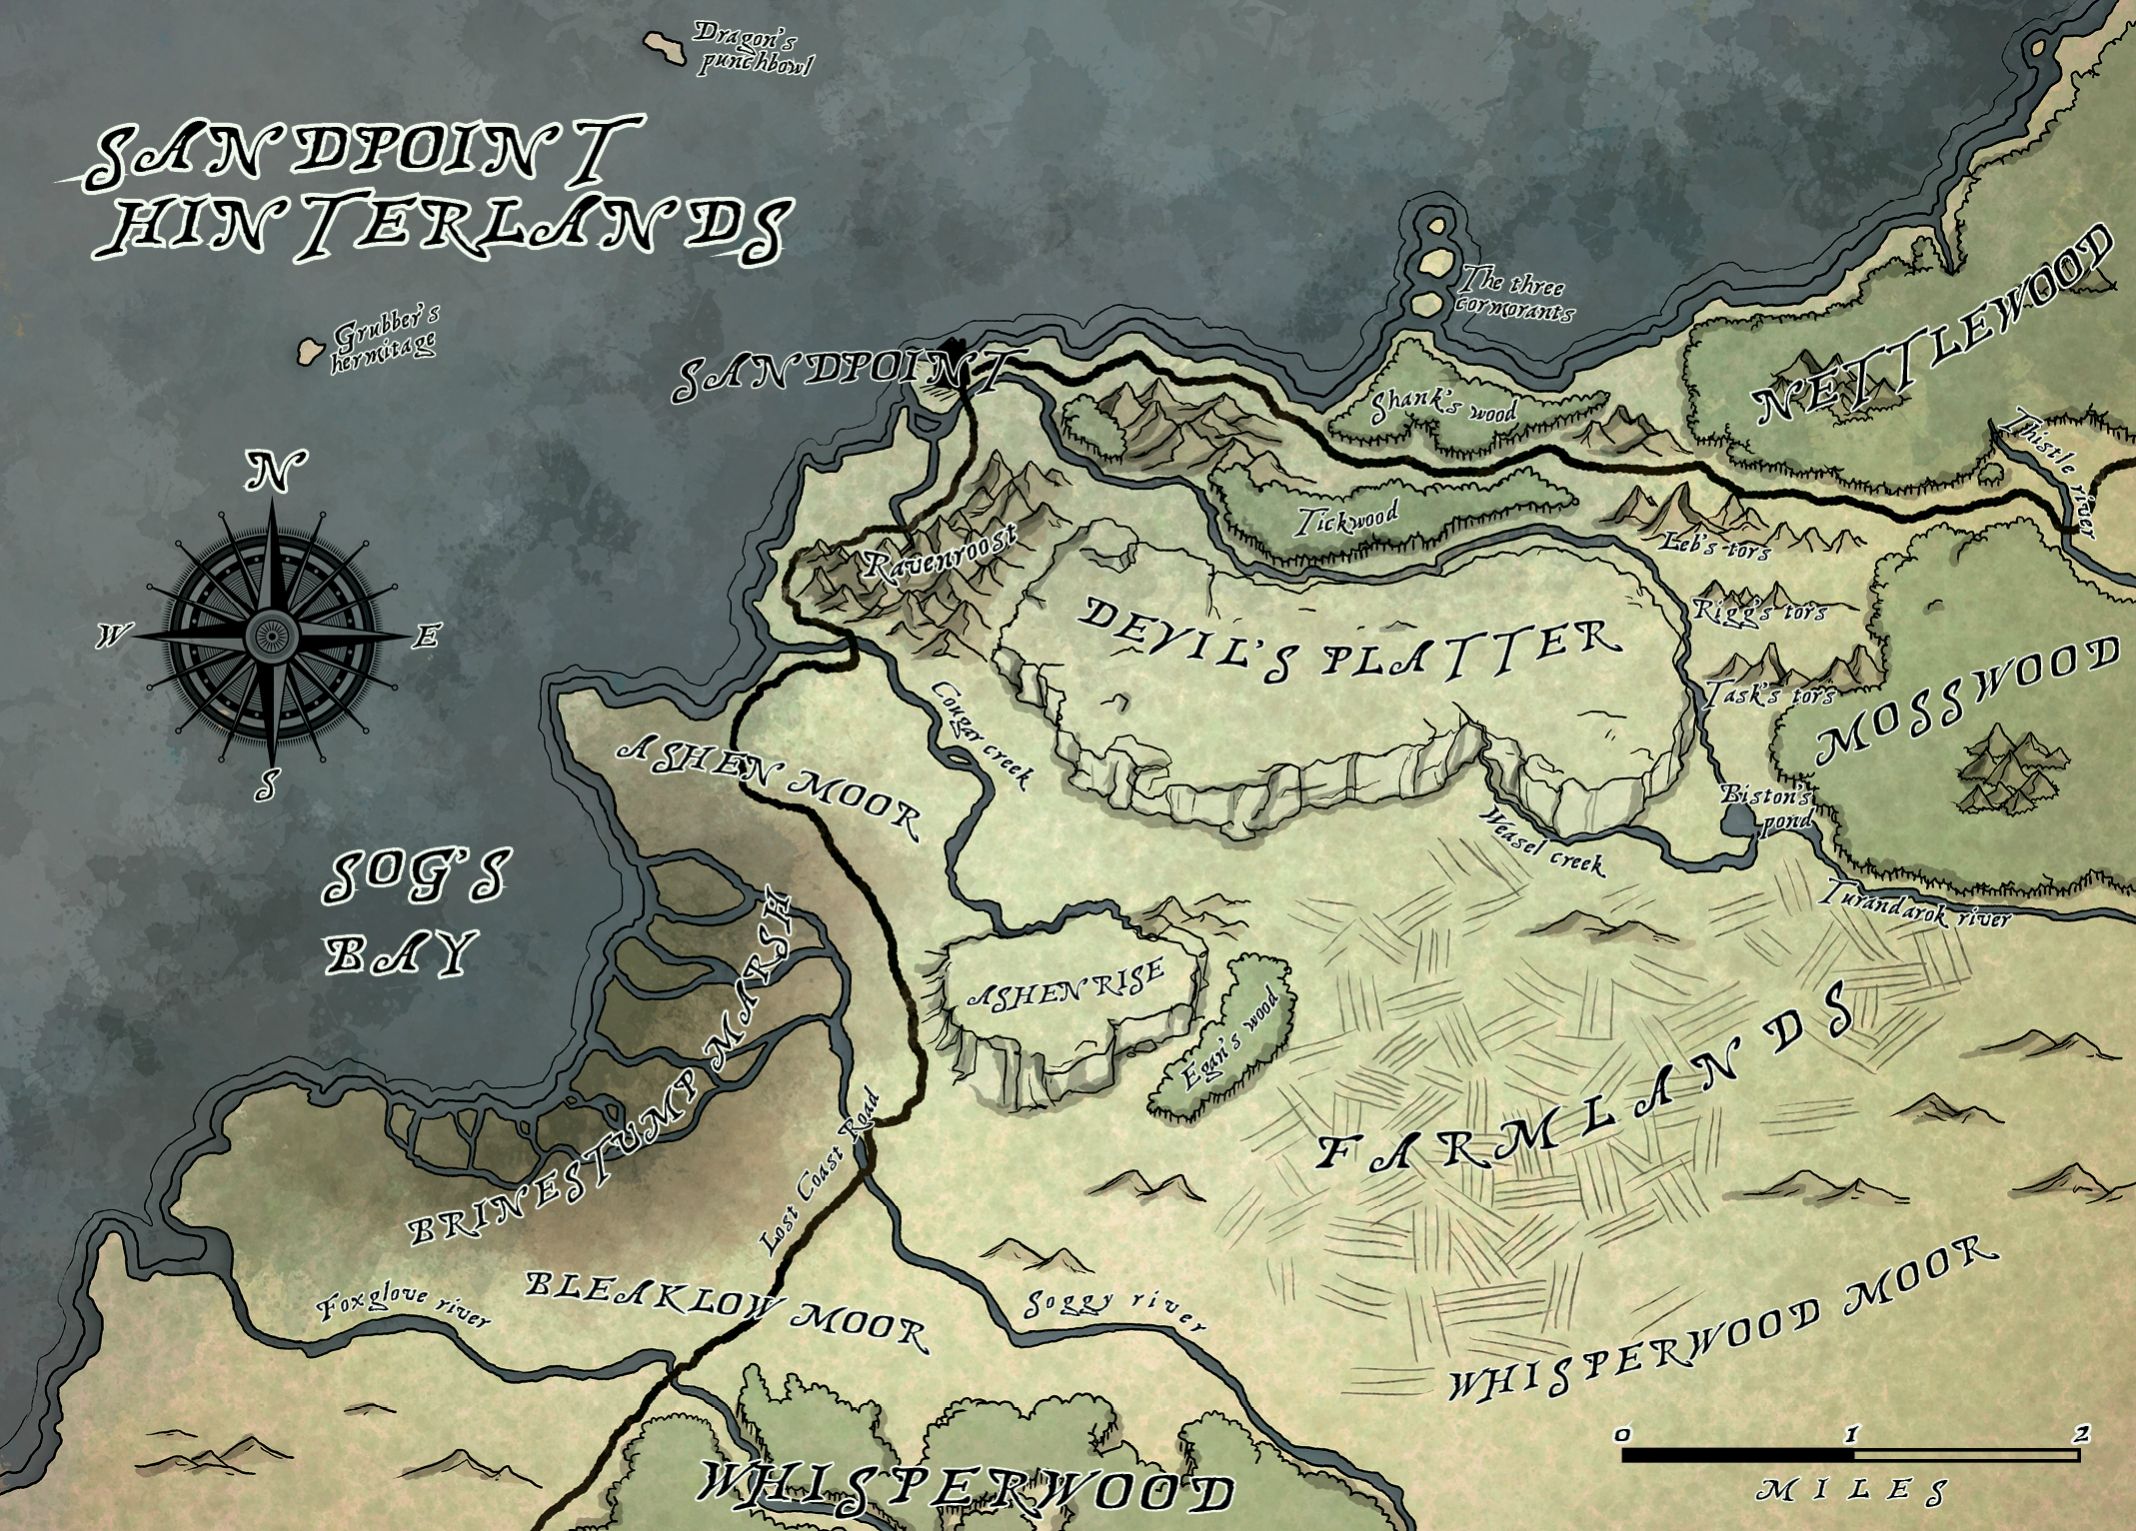 Dragon's
punchbowl
SANDPOINT
HINTERLANDS
Grubber's
hermitage
The three
cormorants
NETTLEWOOD
SANDPOINT
Shank's wood
Thistle river
Tickwood
Leb's tors
Ravenroost
N
W
E
S
Rigg's tors
DEVIL'S PLATTER
Task's tors
MOSSWOOD
Cougar creek
ASHEN MOOR
Biston's
pond
Weasel creek
SOG'S
BAY
Turandarok river
BRINESTUMP MARSH
ASHEN RISE
Egan's wood
FARMLANDS
Lost Coast Road
Foxglove river
BLEAKLOW MOOR
Soggy river
WHISPERWOOD MOOR
WHISPERWOOD
0 1 2
MILES